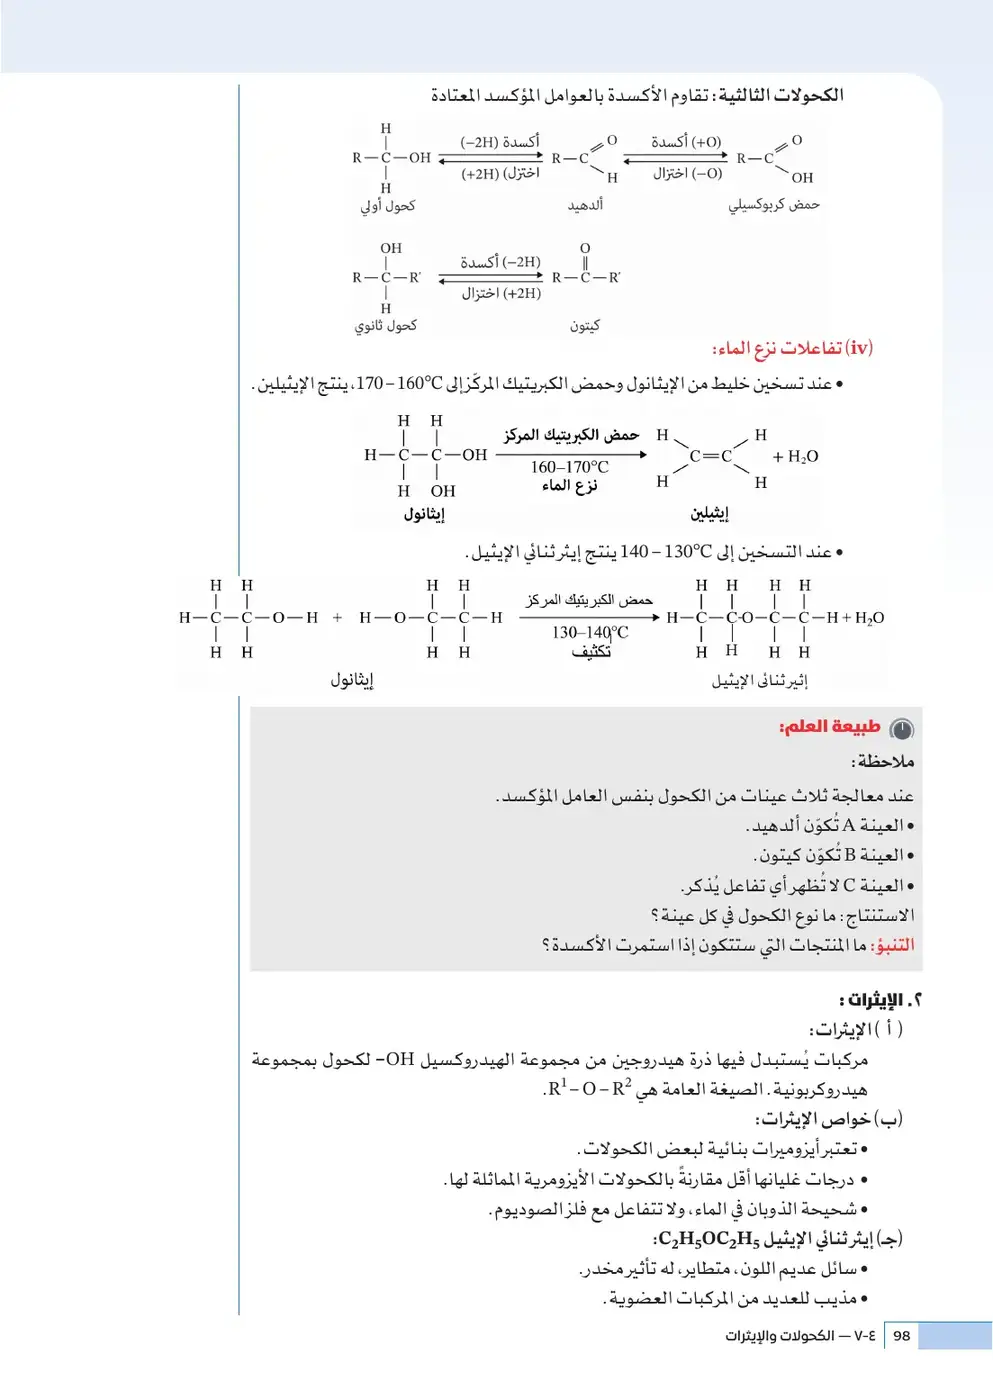 الكحولات الثالثية: تقاوم الأكسدة بالعوامل المؤكسد المعتادة
H
R—C—OH
H
كحول أولي
أكسدة (−2H)
اختزل) (+2H)
O
R—C
H
ألدهيد
أكسدة (+O)
اختزال (−O)
O
R—C
OH
حمض كربوكسيلي
OH
R—C—R′
H
كحول ثانوي
أكسدة (−2H)
اختزال (+2H)
O
R—C—R′
كيتون
(iv) تفاعلات نزع الماء:
• عند تسخين خليط من الإيثانول وحمض الكبريتيك المركّز إلى 160°C – 170، ينتج الإيثيلين.
H H
H—C—C—OH
H OH
إيثانول
حمض الكبريتيك المركز
160–170°C
نزع الماء
H H
C=C + H₂O
H H
إيثيلين
• عند التسخين إلى 130°C – 140 ينتج إيثر ثنائي الإيثيل.
H H
H—C—C—O—H + H—O—C—C—H
H H
إيثانول
حمض الكبريتيك المركز
130–140°C
تكثيف
H H H H
H—C—C-O—C—C—H + H₂O
H H H H
إثير ثنائى الإيثيل
طبيعة العلم:
ملاحظة:
عند معالجة ثلاث عينات من الكحول بنفس العامل المؤكسد.
• العينة A تُكوّن ألدهيد.
• العينة B تُكوّن كيتون.
• العينة C لا تُظهر أي تفاعل يُذكر.
الاستنتاج: ما نوع الكحول في كل عينة؟
التنبؤ: ما المنتجات التي ستتكون إذا استمرت الأكسدة؟
٢. الإيثرات :
( أ ) الإيثرات:
مركبات يُستبدل فيها ذرة هيدروجين من مجموعة الهيدروكسيل OH– لكحول بمجموعة
هيدروكربونية. الصيغة العامة هي R¹ – O – R².
(ب) خواص الإيثرات:
• تعتبر أيزوميرات بنائية لبعض الكحولات.
• درجات غليانها أقل مقارنةً بالكحولات الأيزومرية المماثلة لها.
• شحيحة الذوبان في الماء، ولا تتفاعل مع فلز الصوديوم.
(جـ) إيثر ثنائي الإيثيل C₂H₅OC₂H₅:
• سائل عديم اللون، متطاير، له تأثير مخدر.
• مذيب للعديد من المركبات العضوية.
98 ٤-٧ — الكحولات والإيثرات